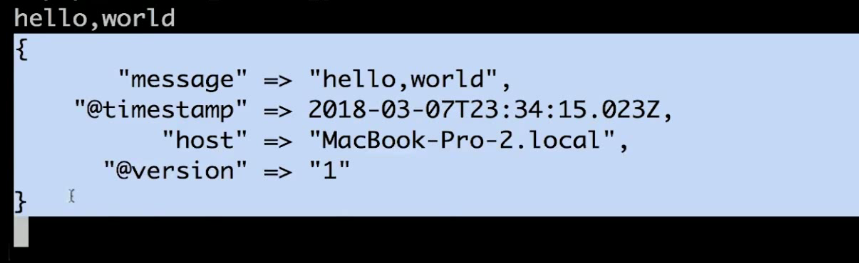 hello,world
{
"message" => "hello,world",
"@timestamp" => 2018-03-07T23:34:15.023Z,
"host" => "MacBook-Pro-2.local",
"@version" => "1"
}